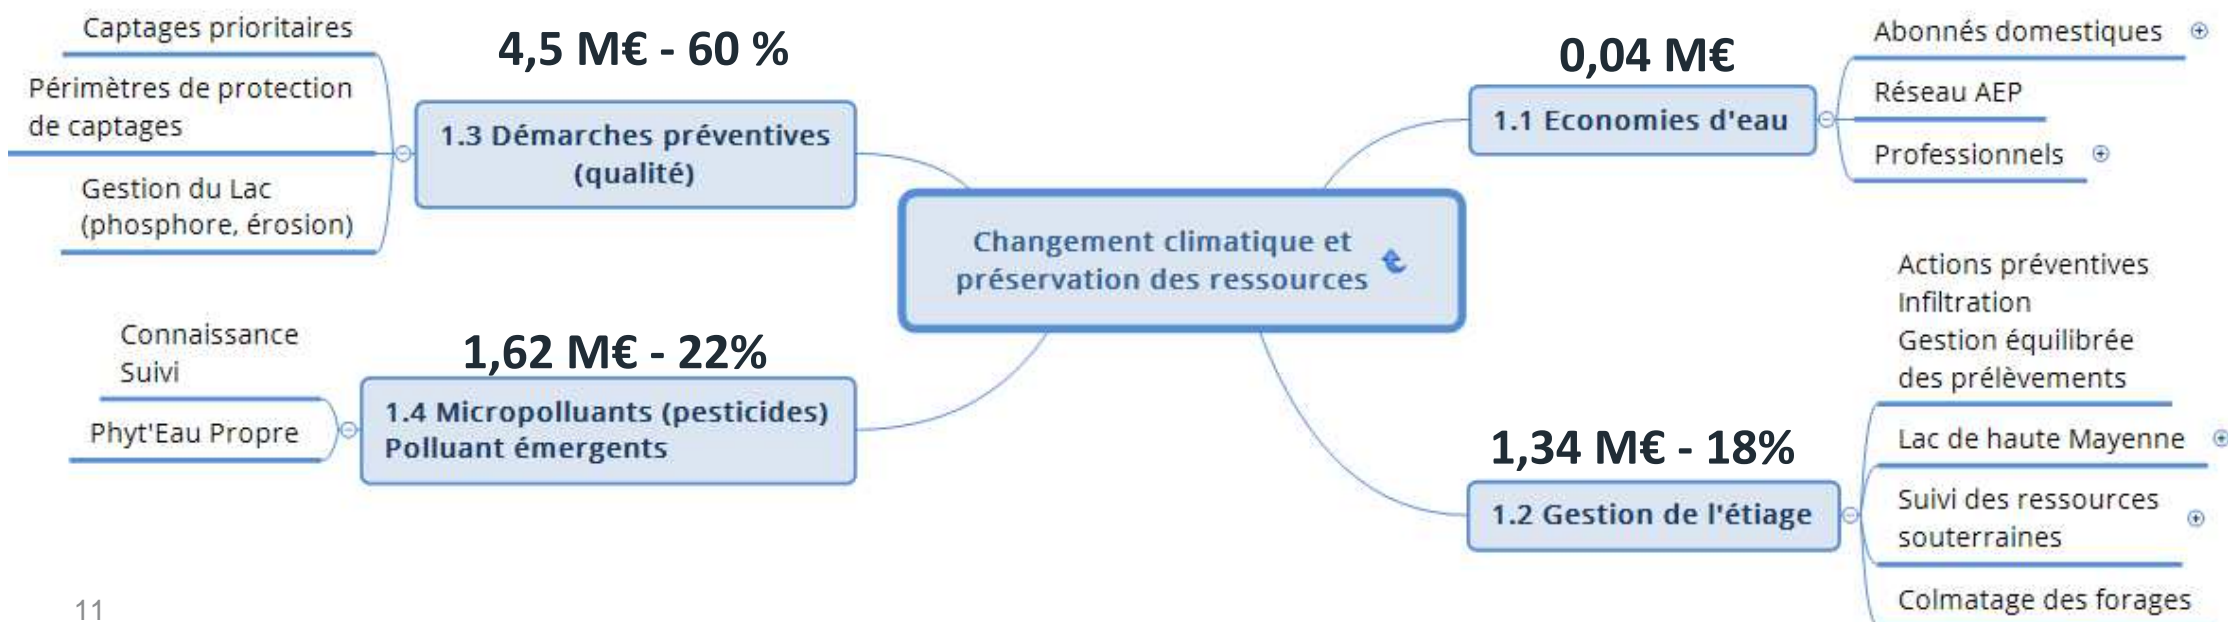 Changement climatique et
préservation des ressources
0,04 M€
1.1 Economies d'eau
Abonnés domestiques
Réseau AEP
Professionnels
1,34 M€ - 18%
1.2 Gestion de l'étiage
Actions préventives
Infiltration
Gestion équilibrée
des prélèvements
Lac de haute Mayenne
Suivi des ressources
souterraines
Colmatage des forages
4,5 M€ - 60 %
1.3 Démarches préventives
(qualité)
Captages prioritaires
Périmètres de protection
de captages
Gestion du Lac
(phosphore, érosion)
1,62 M€ - 22%
1.4 Micropolluants (pesticides)
Polluant émergents
Connaissance
Suivi
Phyt'Eau Propre
11